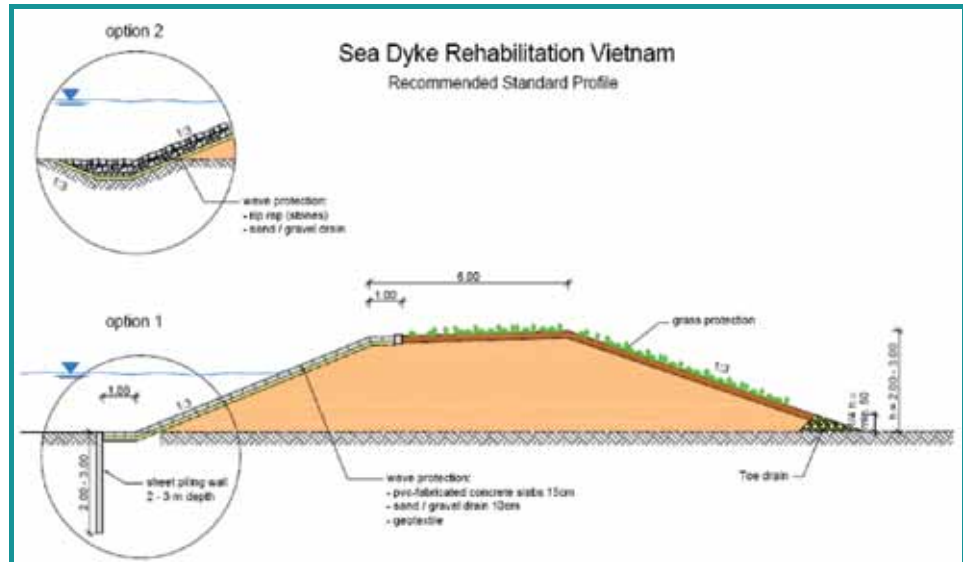 option 2
Sea Dyke Rehabilitation Vietnam
Recommended Standard Profile
1:3
1:3
wave protection:
- rip rap (stones)
- sand / gravel drain
6.00
1.00
option 1
grass protection
1.00
1:3
1:3
h = 2.00 - 3.00
sheet piling wall
2 - 3 m depth
2.00 - 3.00
wave protection:
- pvc-fabricated concrete slabs 15cm
- sand / gravel drain 10cm
- geotextile
Toe drain